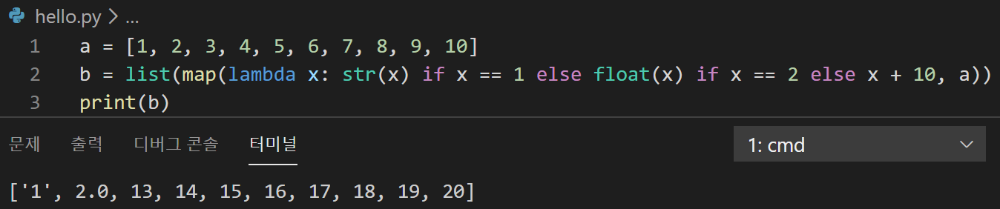 hello.py > ...
1 a = [1, 2, 3, 4, 5, 6, 7, 8, 9, 10]
2 b = list(map(lambda x: str(x) if x == 1 else float(x) if x == 2 else x + 10, a))
3 print(b)
문제 출력 디버그 콘솔 터미널 1: cmd
['1', 2.0, 13, 14, 15, 16, 17, 18, 19, 20]